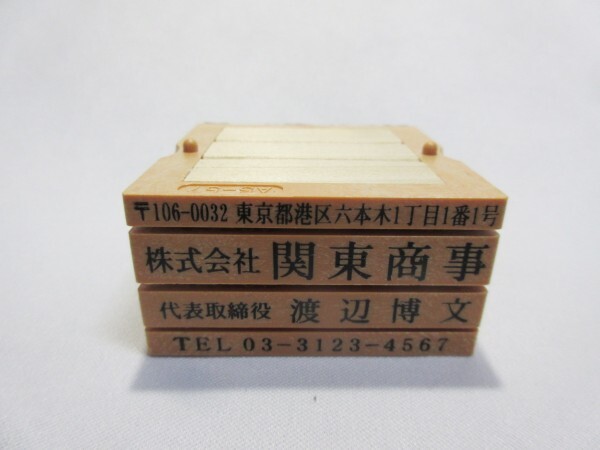 〒106-0032 東京都港区六本木1丁目1番1号
株式会社 関東商事
代表取締役 渡辺博文
TEL 03-3123-4567